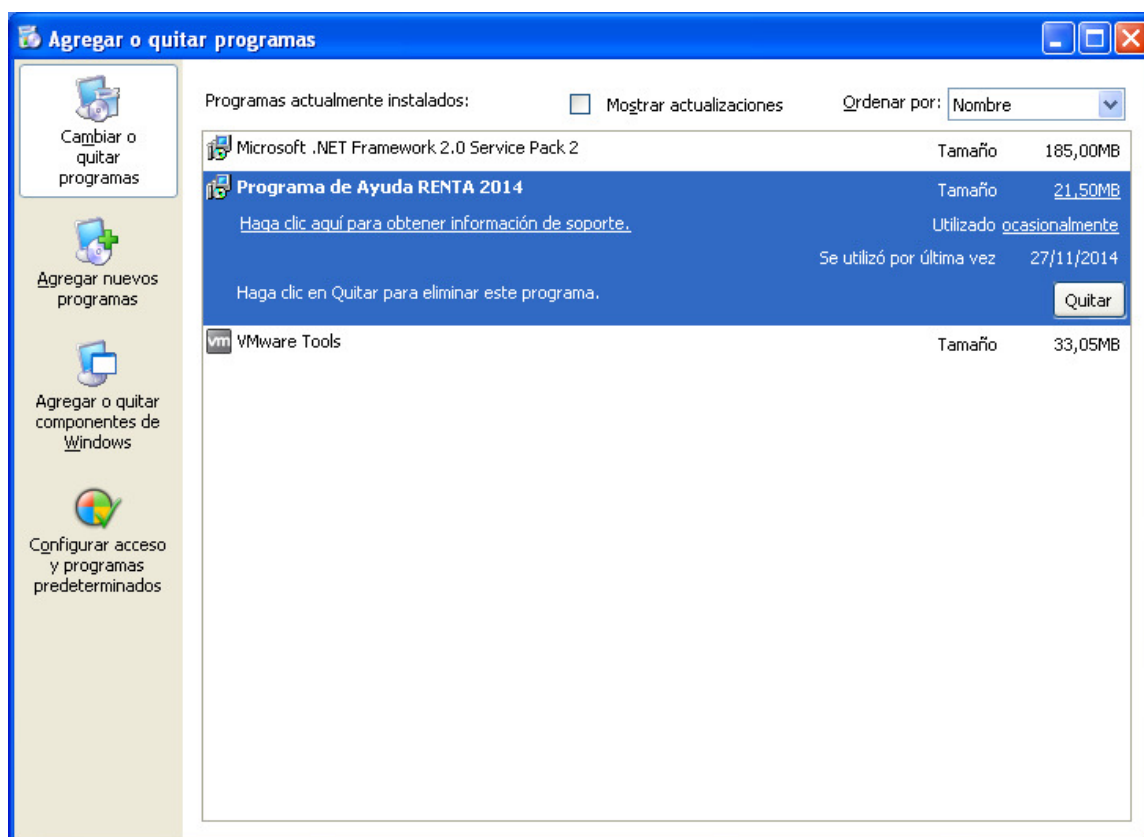 Agregar o quitar programas
Cambiar o
quitar
programas
Agregar nuevos
programas
Agregar o quitar
componentes de
Windows
Configurar acceso
y programas
predeterminados
Programas actualmente instalados:
Mostrar actualizaciones
Ordenar por: Nombre
Microsoft .NET Framework 2.0 Service Pack 2 Tamaño 185,00MB
Programa de Ayuda RENTA 2014 Tamaño 21,50MB
Haga clic aquí para obtener información de soporte. Utilizado ocasionalmente
Se utilizó por última vez 27/11/2014
Haga clic en Quitar para eliminar este programa. Quitar
vm VMware Tools Tamaño 33,05MB